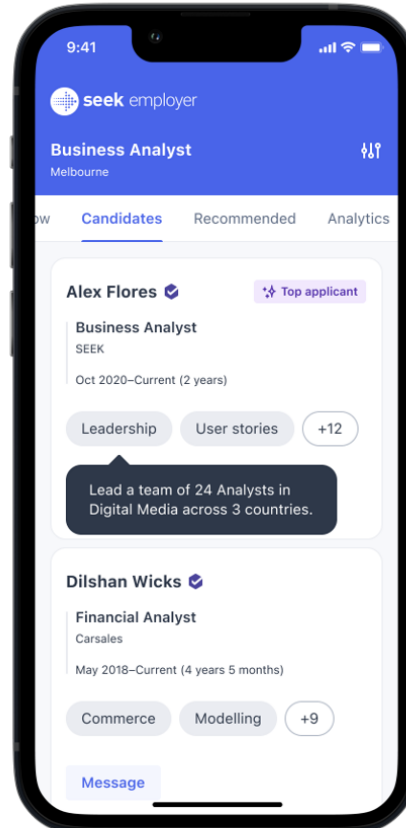 9:41
seek employer
Business Analyst
Melbourne
ow Candidates Recommended Analytics
Alex Flores
Top applicant
Business Analyst
SEEK
Oct 2020–Current (2 years)
Leadership User stories +12
Lead a team of 24 Analysts in
Digital Media across 3 countries.
Dilshan Wicks
Financial Analyst
Carsales
May 2018–Current (4 years 5 months)
Commerce Modelling +9
Message